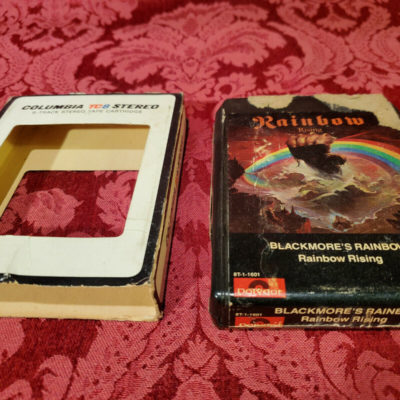 COLUMBIA TC8 STEREO
8-TRACK STEREO TAPE CARTRIDGE
Rainbow
Rising
BLACKMORE'S RAINBOW
Rainbow Rising
8T-1-1601
polydor
8T-1-1601
BLACKMORE'S RAINB
Rainbow Rising